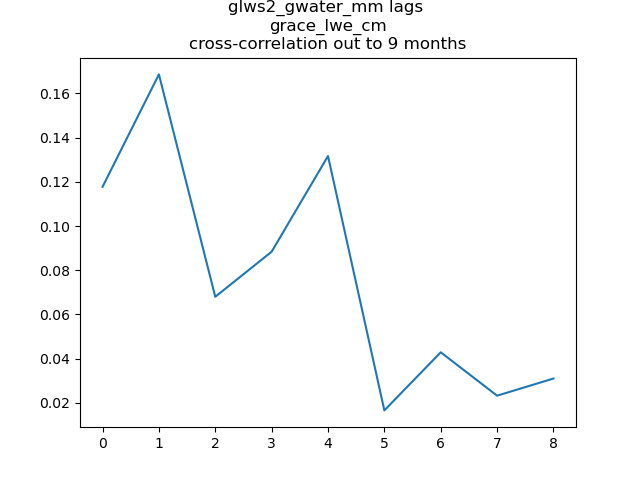 glws2_gwater_mm lags
grace_lwe_cm
cross-correlation out to 9 months
0.16
0.14
0.12
0.10
0.08
0.06
0.04
0.02
0 1 2 3 4 5 6 7 8